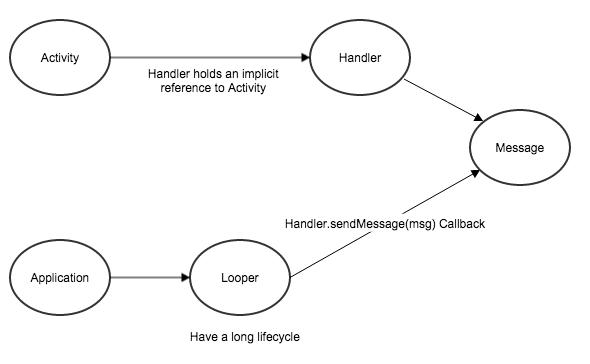 Activity
Handler
Handler holds an implicit
reference to Activity
Message
Handler.sendMessage(msg) Callback
Application
Looper
Have a long lifecycle